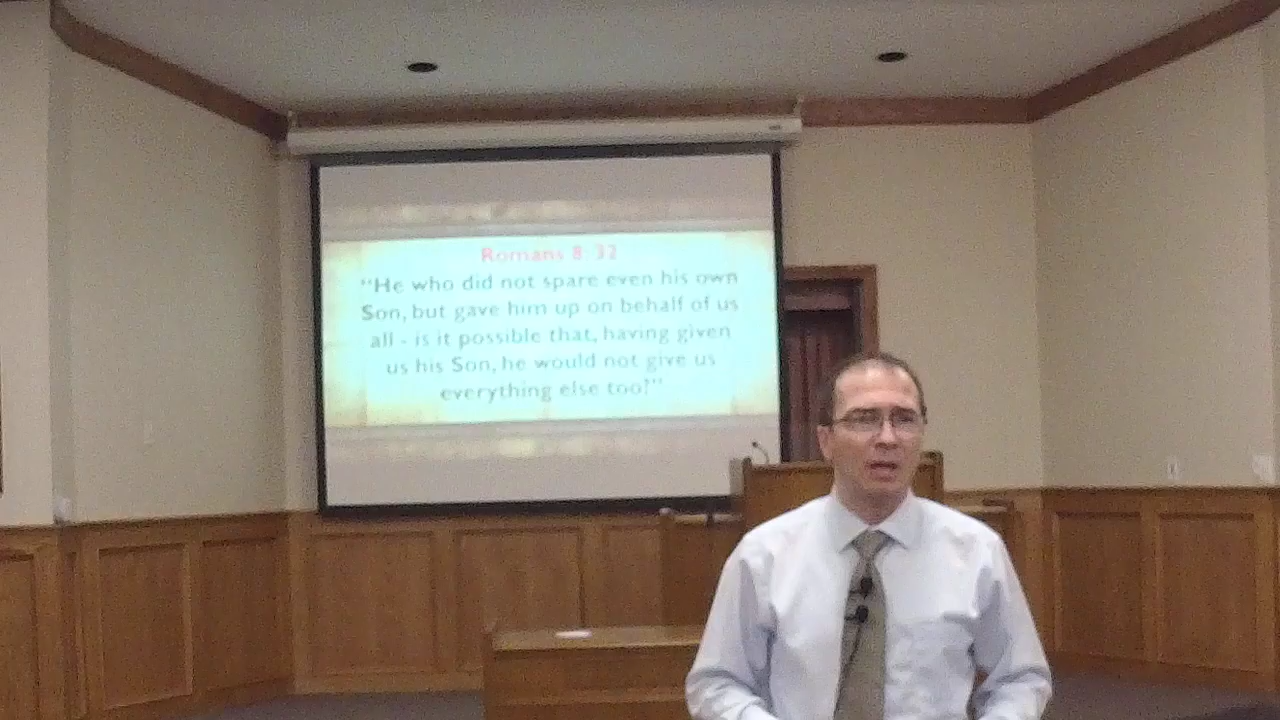 Romans 8:32
"He who did not spare even his own
Son, but gave him up on behalf of us
all - is it possible that, having given
us his Son, he would not give us
everything else too?"